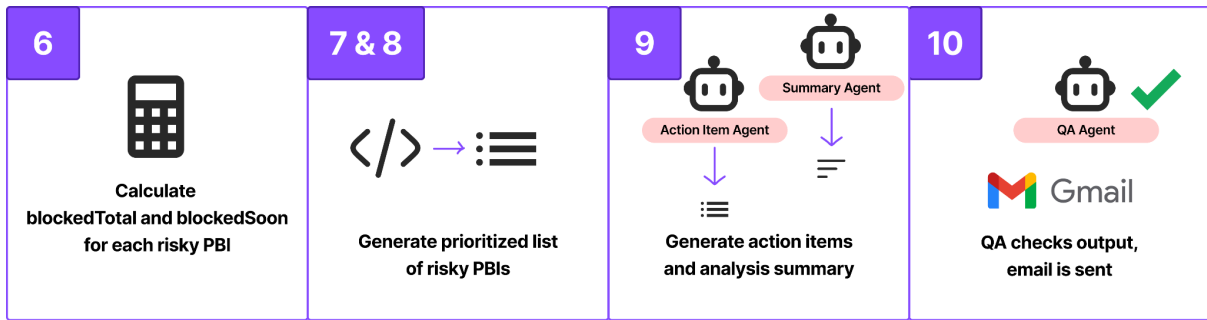 6
Calculate
blockedTotal and blockedSoon
for each risky PBI
7 & 8
Generate prioritized list
of risky PBIs
9
Summary Agent
Action Item Agent
Generate action items
and analysis summary
10
QA Agent
Gmail
QA checks output,
email is sent